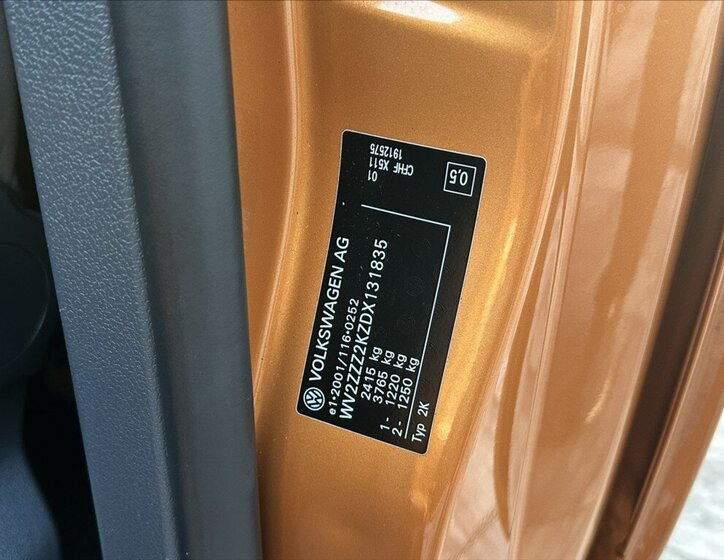 VOLKSWAGEN AG
e1*2001/116*0252
WV2ZZZ2KZDX131835
2415 kg
3765 kg
1- 1220 kg
2- 1250 kg
Typ 2K
01
CFHF X511
1912575
0,5